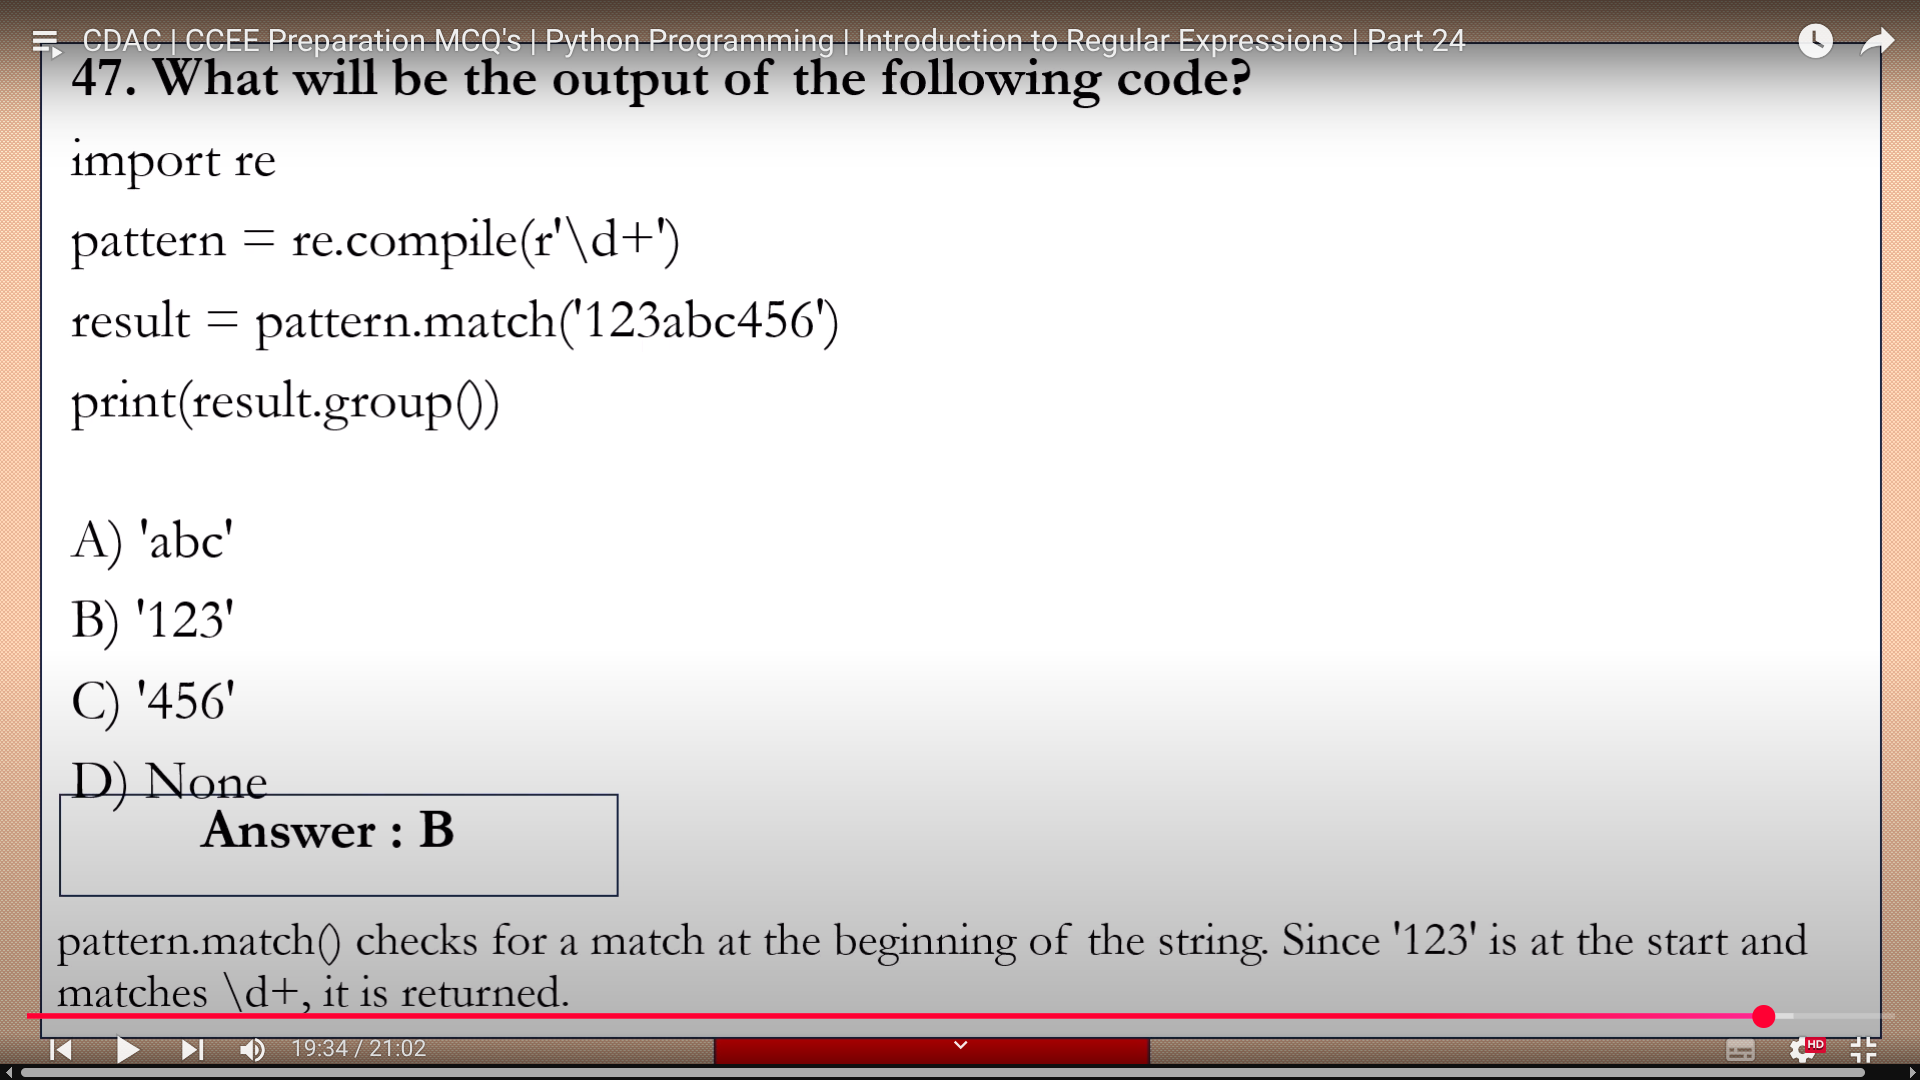 CDAC | CCEE Preparation MCQ's | Python Programming | Introduction to Regular Expressions | Part 24
47. What will be the output of the following code?
import re
pattern = re.compile(r'\d+')
result = pattern.match('123abc456')
print(result.group())
A) 'abc'
B) '123'
C) '456'
D) None
Answer : B
pattern.match() checks for a match at the beginning of the string. Since '123' is at the start and
matches \d+, it is returned.
19:34 / 21:02
HD